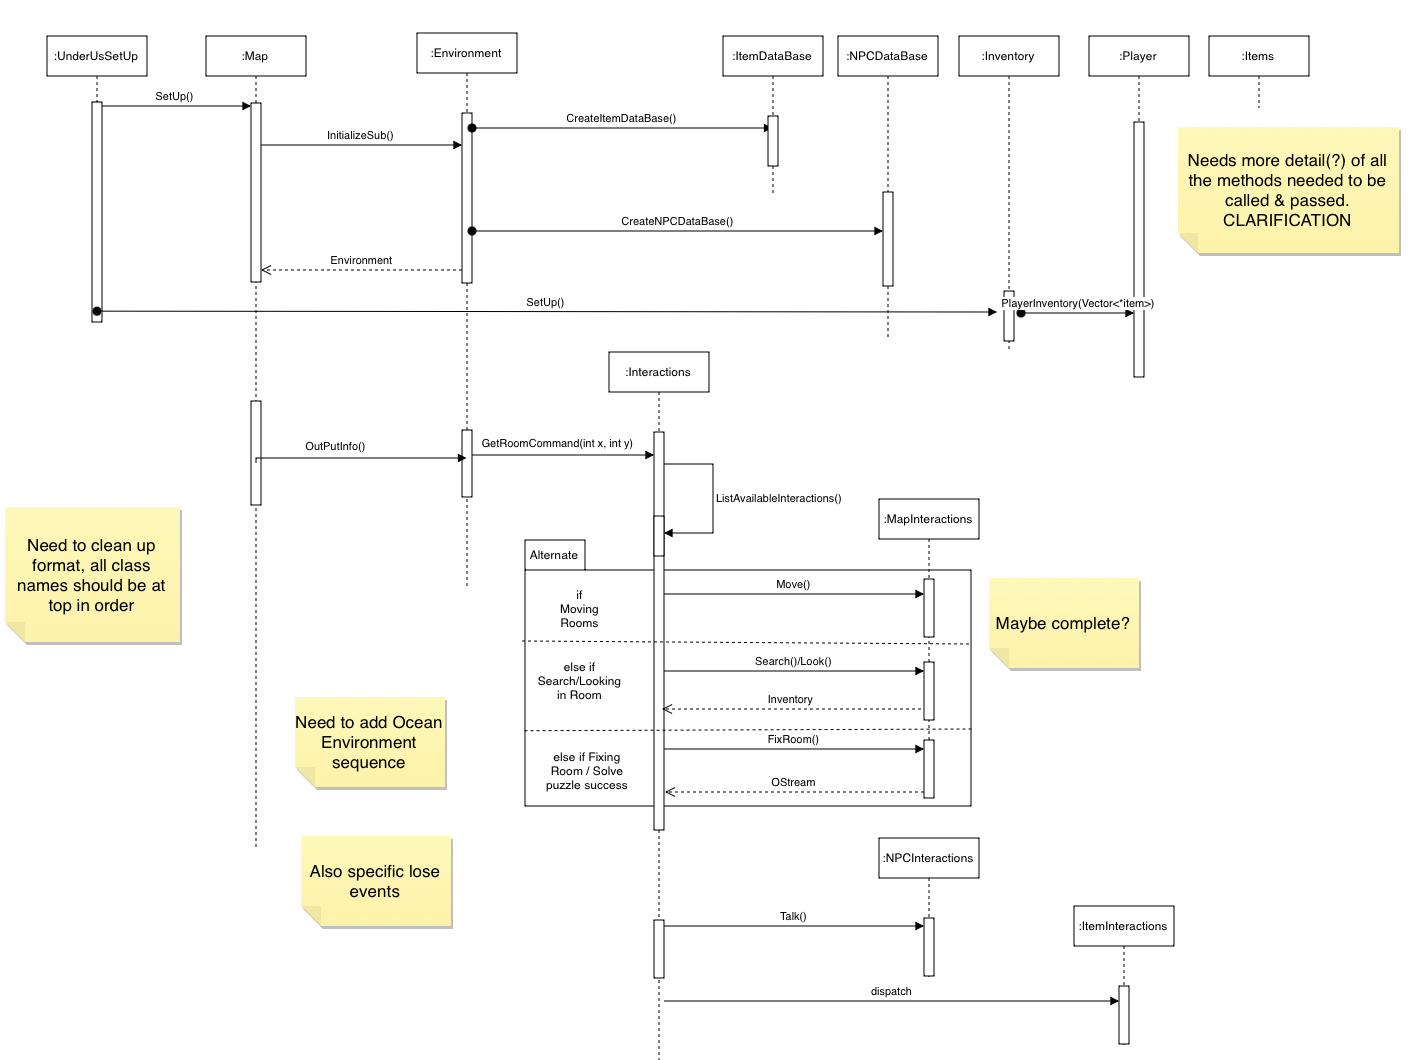 :UnderUsSetUp
:Map
:Environment
:ItemDataBase
:NPCDataBase
:Inventory
:Player
:Items
SetUp()
CreateItemDataBase()
InitializeSub()
Needs more detail(?) of all
the methods needed to be
called & passed.
CLARIFICATION
CreateNPCDataBase()
Environment
SetUp()
PlayerInventory(Vector<*item>)
:Interactions
OutPutInfo()
GetRoomCommand(int x, int y)
ListAvailableInteractions()
:MapInteractions
Need to clean up
format, all class
names should be at
top in order
Alternate
if
Moving
Rooms
Move()
Maybe complete?
else if
Search/Looking
in Room
Search()/Look()
Inventory
Need to add Ocean
Environment
sequence
else if Fixing
Room / Solve
puzzle success
FixRoom()
OStream
:NPCInteractions
Also specific lose
events
Talk()
:ItemInteractions
dispatch